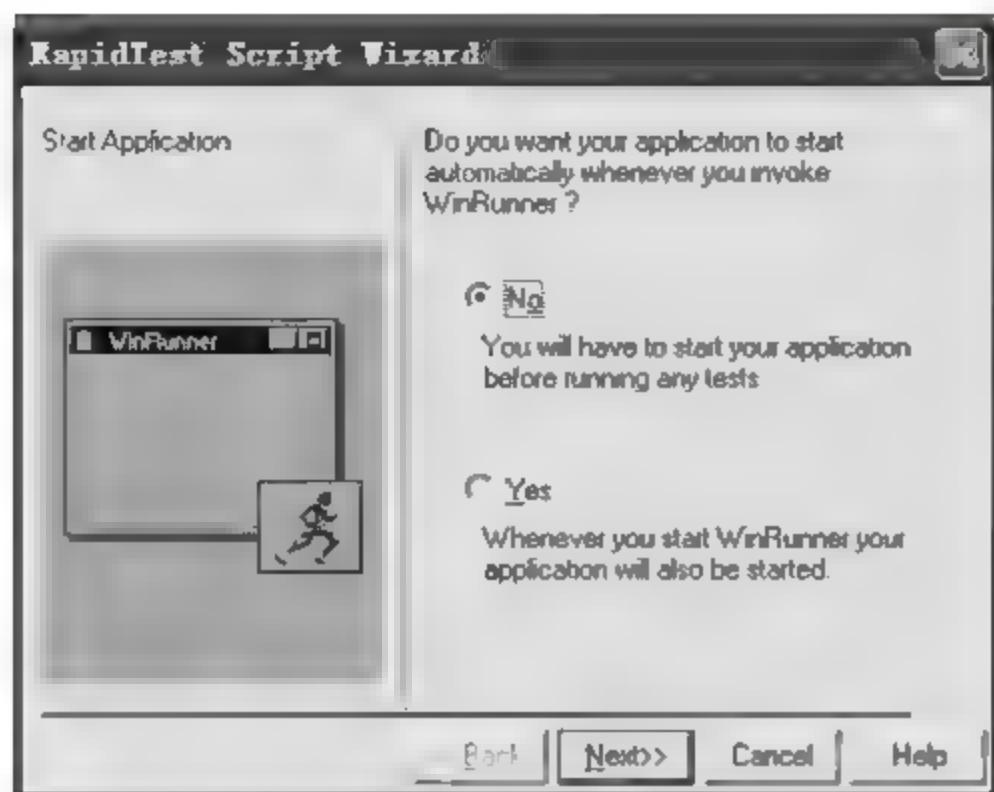 RapidTest Script Wizard
Start Application
Do you want your application to start
automatically whenever you invoke
WinRunner ?
No
You will have to start your application
before running any tests
WinRunner
Yes
Whenever you start WinRunner your
application will also be started.
Back
Next>>
Cancel
Help